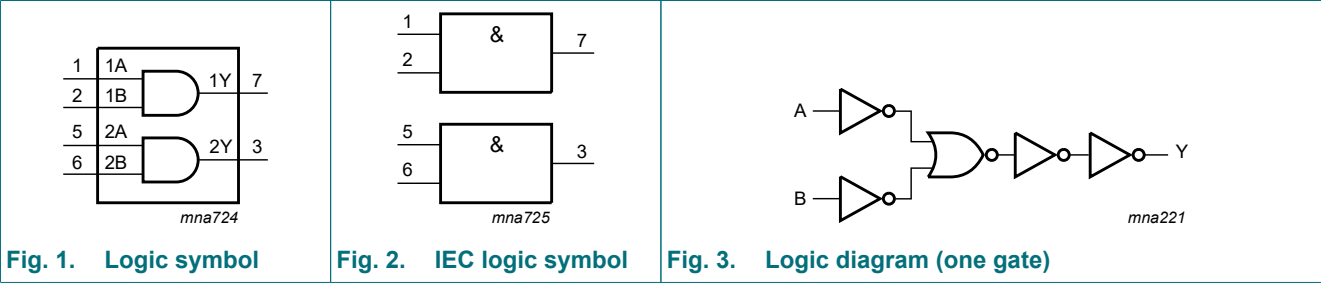 1 1A 1Y 7
2 1B
5 2A 2Y 3
6 2B
mna724
Fig. 1. Logic symbol
1 & 7
2
5 & 3
6
mna725
Fig. 2. IEC logic symbol
A
Y
B
mna221
Fig. 3. Logic diagram (one gate)